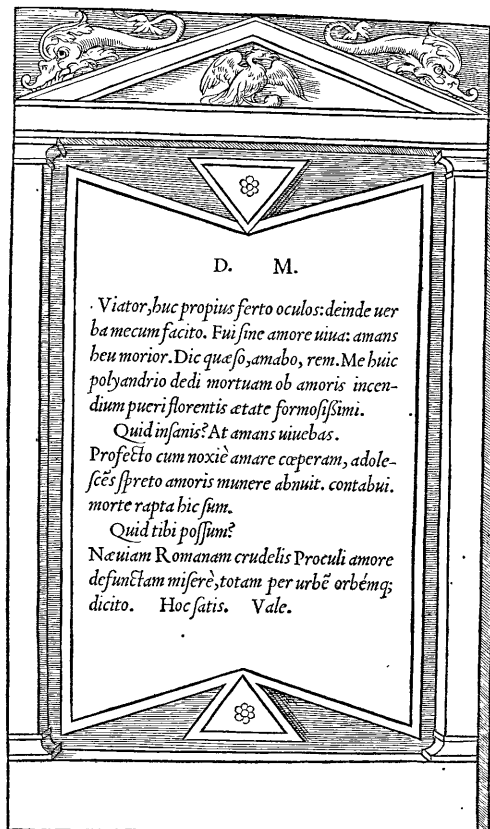 D. M.
Viator, huc propius ferto oculos: deinde uer
ba mecum facito. Fui sine amore uiua: amans
heu morior. Dic quæso, amabo, rem. Me huic
polyandrio dedi mortuam ob amoris incen-
dium pueri florentis ætate formosissimi.
Quid insanis? At amans uiuebas.
Profecto cum noxiè amare cœperam, adole-
scẽs spreto amoris munere abnuit. contabui.
morte rapta hic sum.
Quid tibi possum?
Næuiam Romanam crudelis Proculi amore
defunctam miserè, totam per urbẽ orbémq;
dicito. Hoc satis. Vale.